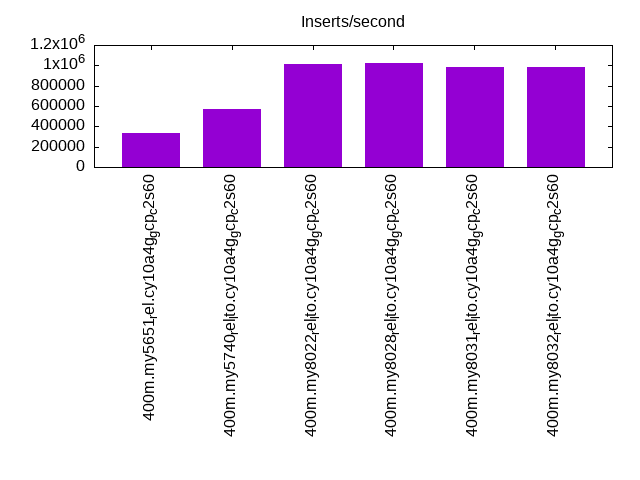 Inserts/second
1.2x10^6
1x10^6
800000
600000
400000
200000
0
400m.my5651_rel.cy10a4g_gcp_c2s60
400m.my5740_rel_lto.cy10a4g_gcp_c2s60
400m.my8022_rel_lto.cy10a4g_gcp_c2s60
400m.my8028_rel_lto.cy10a4g_gcp_c2s60
400m.my8031_rel_lto.cy10a4g_gcp_c2s60
400m.my8032_rel_lto.cy10a4g_gcp_c2s60